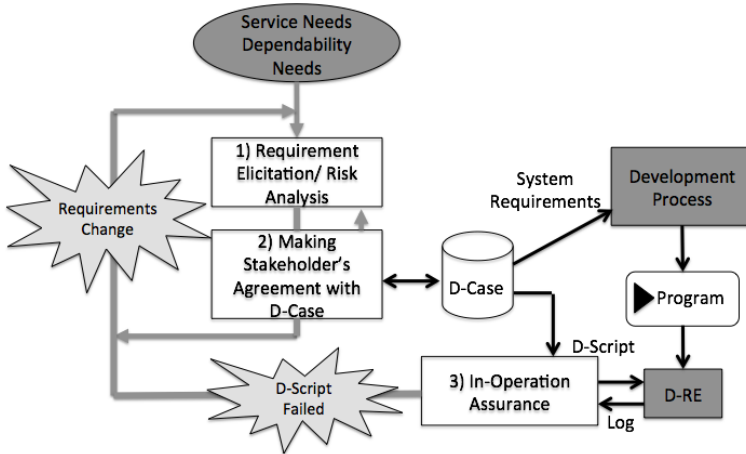 Service Needs
Dependability
Needs
1) Requirement
Elicitation/ Risk
Analysis
Requirements
Change
2) Making
Stakeholder's
Agreement with
D-Case
D-Case
System
Requirements
Development
Process
Program
D-Script
D-Script
Failed
3) In-Operation
Assurance
D-RE
Log